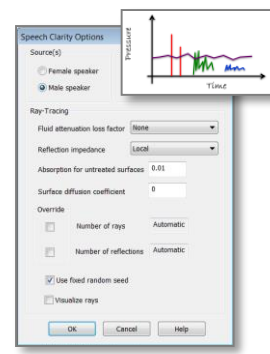 Speech Clarity Options
Pressure
Time
Source(s)
Female speaker
Male speaker
Ray-Tracing
Fluid attenuation loss factor None
Reflection impedance Local
Absorption for untreated surfaces 0.01
Surface diffusion coefficient 0
Override
Number of rays Automatic
Number of reflections Automatic
Use fixed random seed
Visualize rays
OK Cancel Help